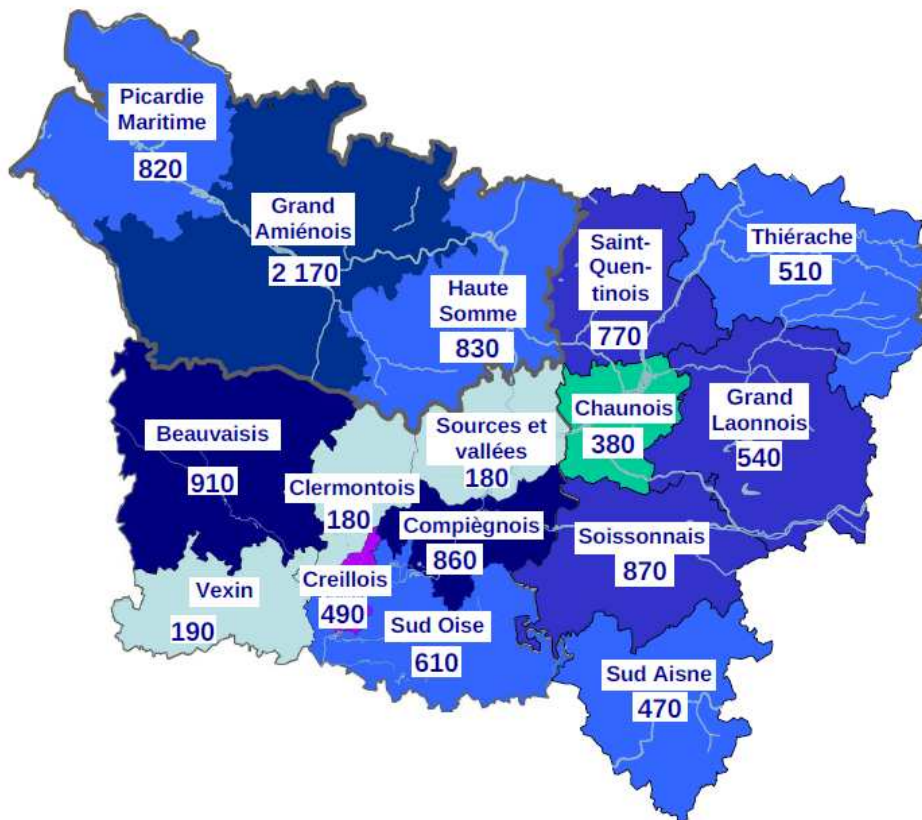 Picardie
Maritime
820
Grand
Amiénois
2 170
Saint-
Quen-
tinois
770
Thiérache
510
Haute
Somme
830
Beauvaisis
910
Sources et
vallées
180
Chaunois
380
Grand
Laonnois
540
Clermontois
180
Compiègnois
860
Soissonnais
870
Vexin
190
Creillois
490
Sud Oise
610
Sud Aisne
470